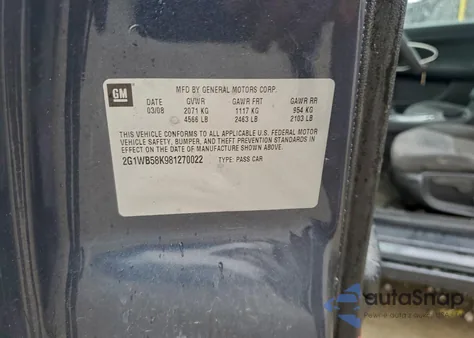 GM
MFD BY GENERAL MOTORS CORP.
DATE GVWR GAWR FRT GAWR RR
03/08 2071 KG 1117 KG 954 KG
4566 LB 2463 LB 2103 LB
THIS VEHICLE CONFORMS TO ALL APPLICABLE U.S. FEDERAL MOTOR
VEHICLE SAFETY, BUMPER, AND THEFT PREVENTION STANDARDS IN
EFFECT ON THE DATE OF MANUFACTURE SHOWN ABOVE.
2G1WB58K981270022 TYPE: PASS CAR
autoSnap